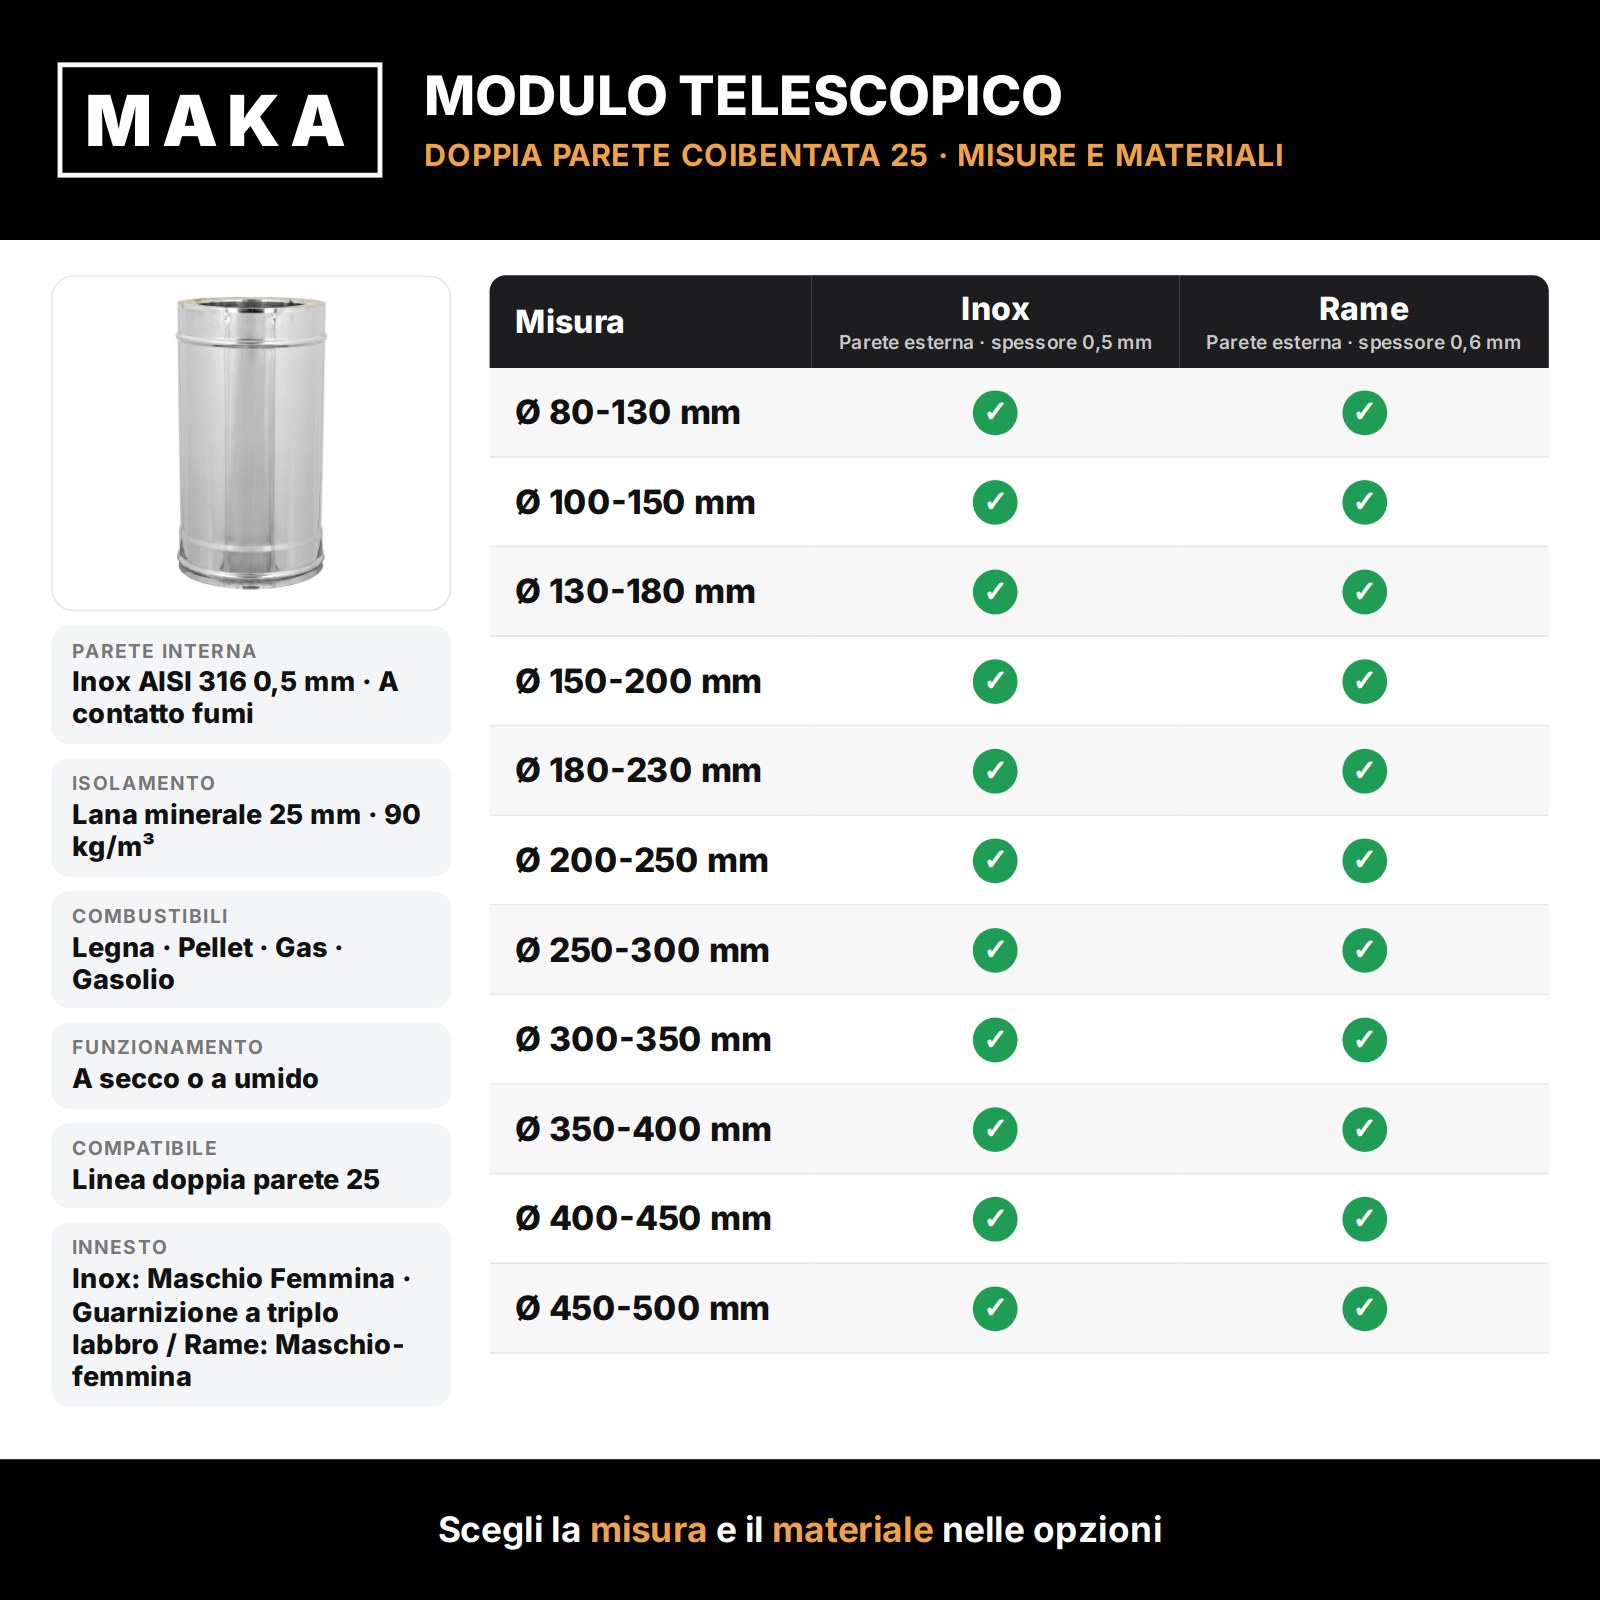 MAKA
MODULO TELESCOPICO
DOPPIA PARETE COIBENTATA 25 · MISURE E MATERIALI
PARETE INTERNA
Inox AISI 316 0,5 mm · A
contatto fumi
ISOLAMENTO
Lana minerale 25 mm · 90
kg/m³
COMBUSTIBILI
Legna · Pellet · Gas ·
Gasolio
FUNZIONAMENTO
A secco o a umido
COMPATIBILE
Linea doppia parete 25
INNESTO
Inox: Maschio Femmina ·
Guarnizione a triplo
labbro / Rame: Maschio-
femmina
Misura Inox Rame
Parete esterna · spessore 0,5 mm Parete esterna · spessore 0,6 mm
Ø 80-130 mm ✓ ✓
Ø 100-150 mm ✓ ✓
Ø 130-180 mm ✓ ✓
Ø 150-200 mm ✓ ✓
Ø 180-230 mm ✓ ✓
Ø 200-250 mm ✓ ✓
Ø 250-300 mm ✓ ✓
Ø 300-350 mm ✓ ✓
Ø 350-400 mm ✓ ✓
Ø 400-450 mm ✓ ✓
Ø 450-500 mm ✓ ✓
Scegli la misura e il materiale nelle opzioni